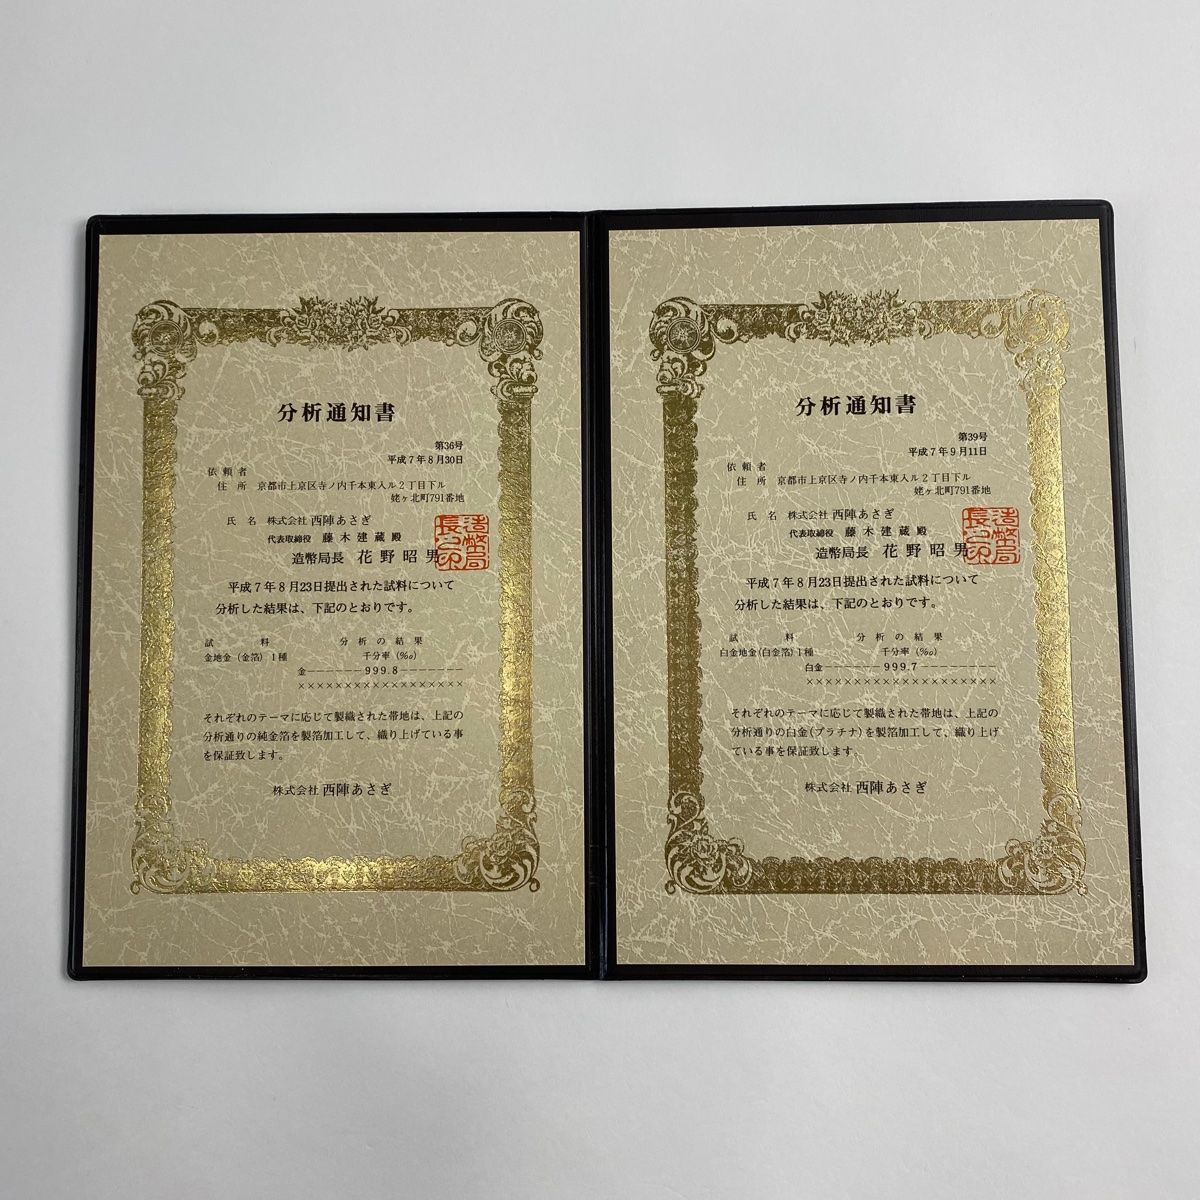 分析通知書
第36号
平成7年8月30日
依頼者
住所 京都市上京区寺ノ内千本東入ル2丁目下ル
姥ヶ北町791番地
氏名 株式会社 西陣あさぎ
代表取締役 藤木建蔵殿
造幣局長 花野昭男
造幣局長之印
平成7年8月23日提出された試料について
分析した結果は、下記のとおりです。
試料 分析の結果
金地金(金箔)1種 千分率(‰)
金-------999.8-------
××××××××××××××××××
それぞれのテーマに応じて製織された帯地は、上記の
分析通りの純金箔を製箔加工して、織り上げている事
を保証致します。
株式会社 西陣あさぎ
分析通知書
第39号
平成7年9月11日
依頼者
住所 京都市上京区寺ノ内千本東入ル2丁目下ル
姥ヶ北町791番地
氏名 株式会社 西陣あさぎ
代表取締役 藤木建蔵殿
造幣局長 花野昭男
造幣局長之印
平成7年8月23日提出された試料について
分析した結果は、下記のとおりです。
試料 分析の結果
白金地金(白金箔)1種 千分率(‰)
白金-------999.7---------
××××××××××××××××××××
それぞれのテーマに応じて製織された帯地は、上記の
分析通りの白金(プラチナ)を製箔加工して、織り上げ
ている事を保証致します。
株式会社 西陣あさぎ